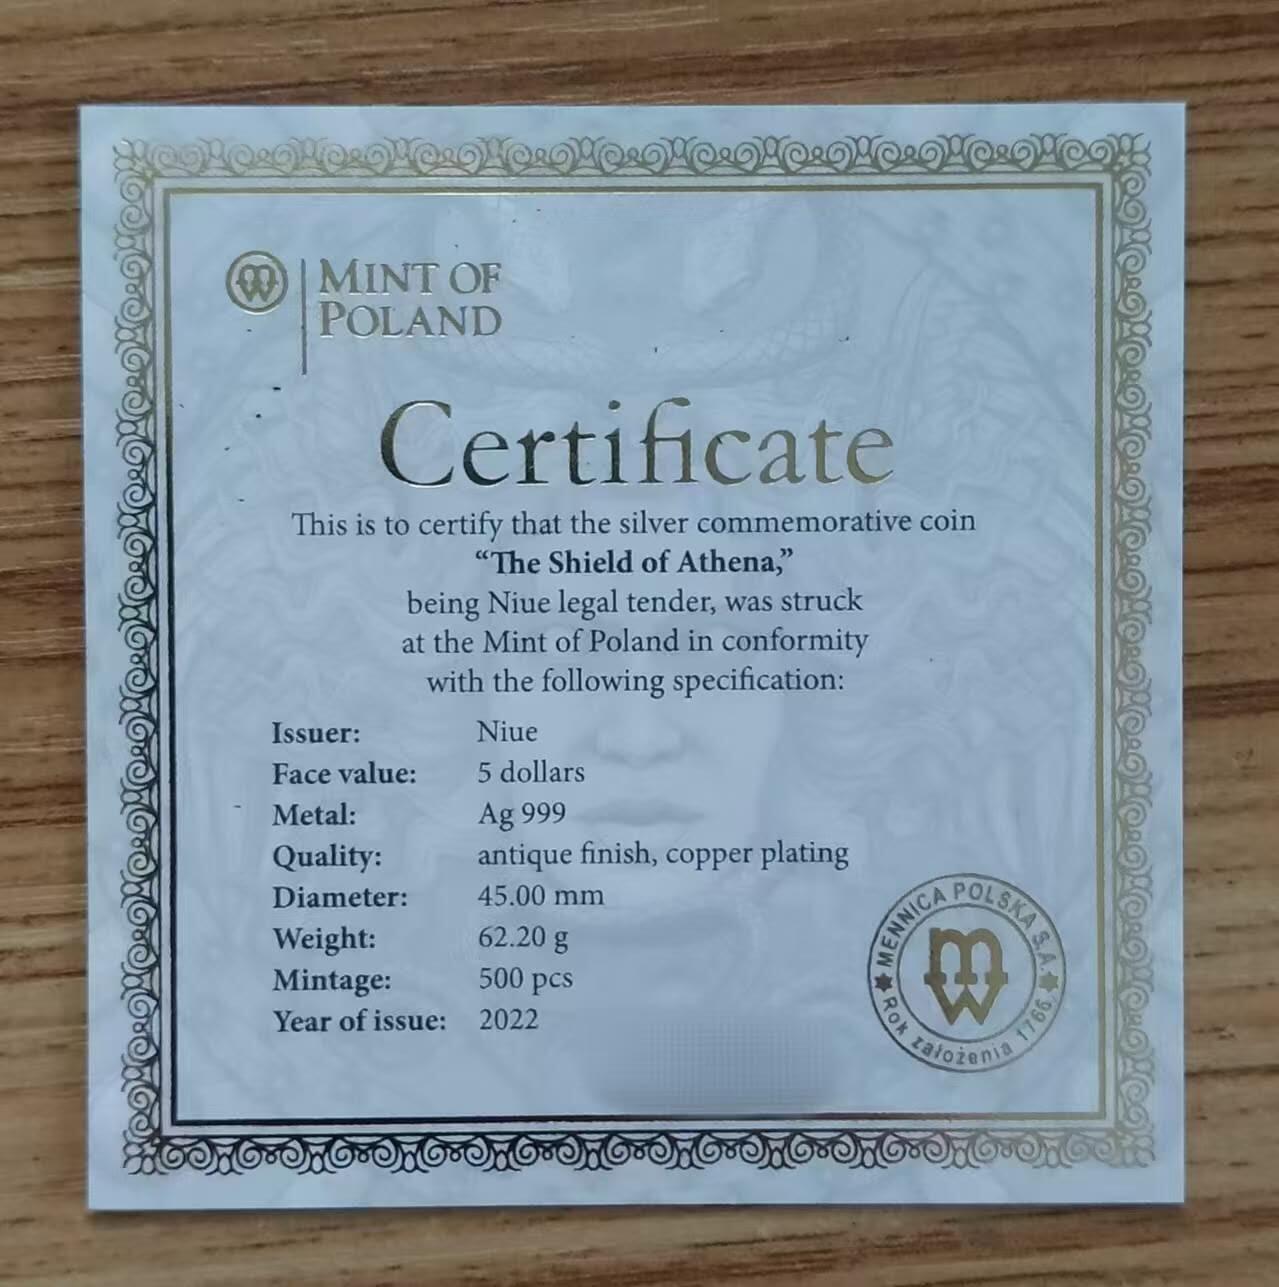 MINT OF
POLAND
Certificate
This is to certify that the silver commemorative coin
“The Shield of Athena,”
being Niue legal tender, was struck
at the Mint of Poland in conformity
with the following specification:
Issuer: Niue
Face value: 5 dollars
Metal: Ag 999
Quality: antique finish, copper plating
Diameter: 45.00 mm
Weight: 62.20 g
Mintage: 500 pcs
Year of issue: 2022
MENNICA POLSKA S.A.
Rok założenia 1766